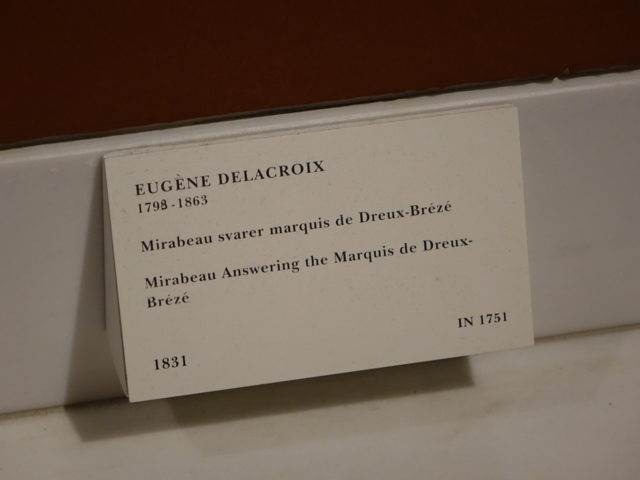 EUGÈNE DELACROIX
1798-1863
Mirabeau svarer marquis de Dreux-Brézé
Mirabeau Answering the Marquis de Dreux-
Brézé
1831
IN 1751